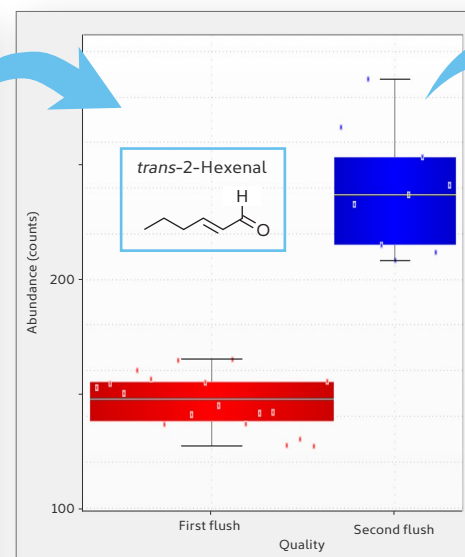 trans-2-Hexenal
H
O
Abundance (counts)
200
100
First flush
Second flush
Quality